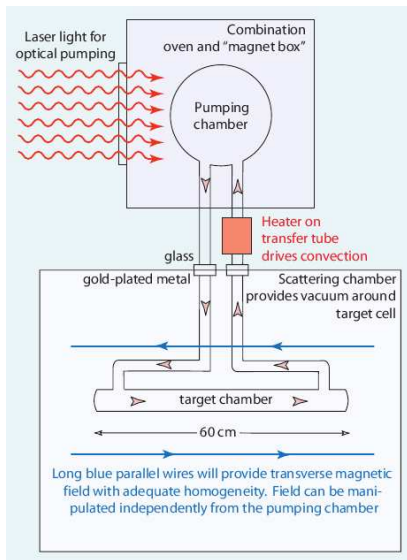 Laser light for
optical pumping
Combination
oven and “magnet box”
Pumping
chamber
Heater on
transfer tube
drives convection
glass
gold-plated metal
Scattering chamber
provides vacuum around
target cell
target chamber
60 cm
Long blue parallel wires will provide transverse magnetic
field with adequate homogeneity. Field can be mani-
pulated independently from the pumping chamber